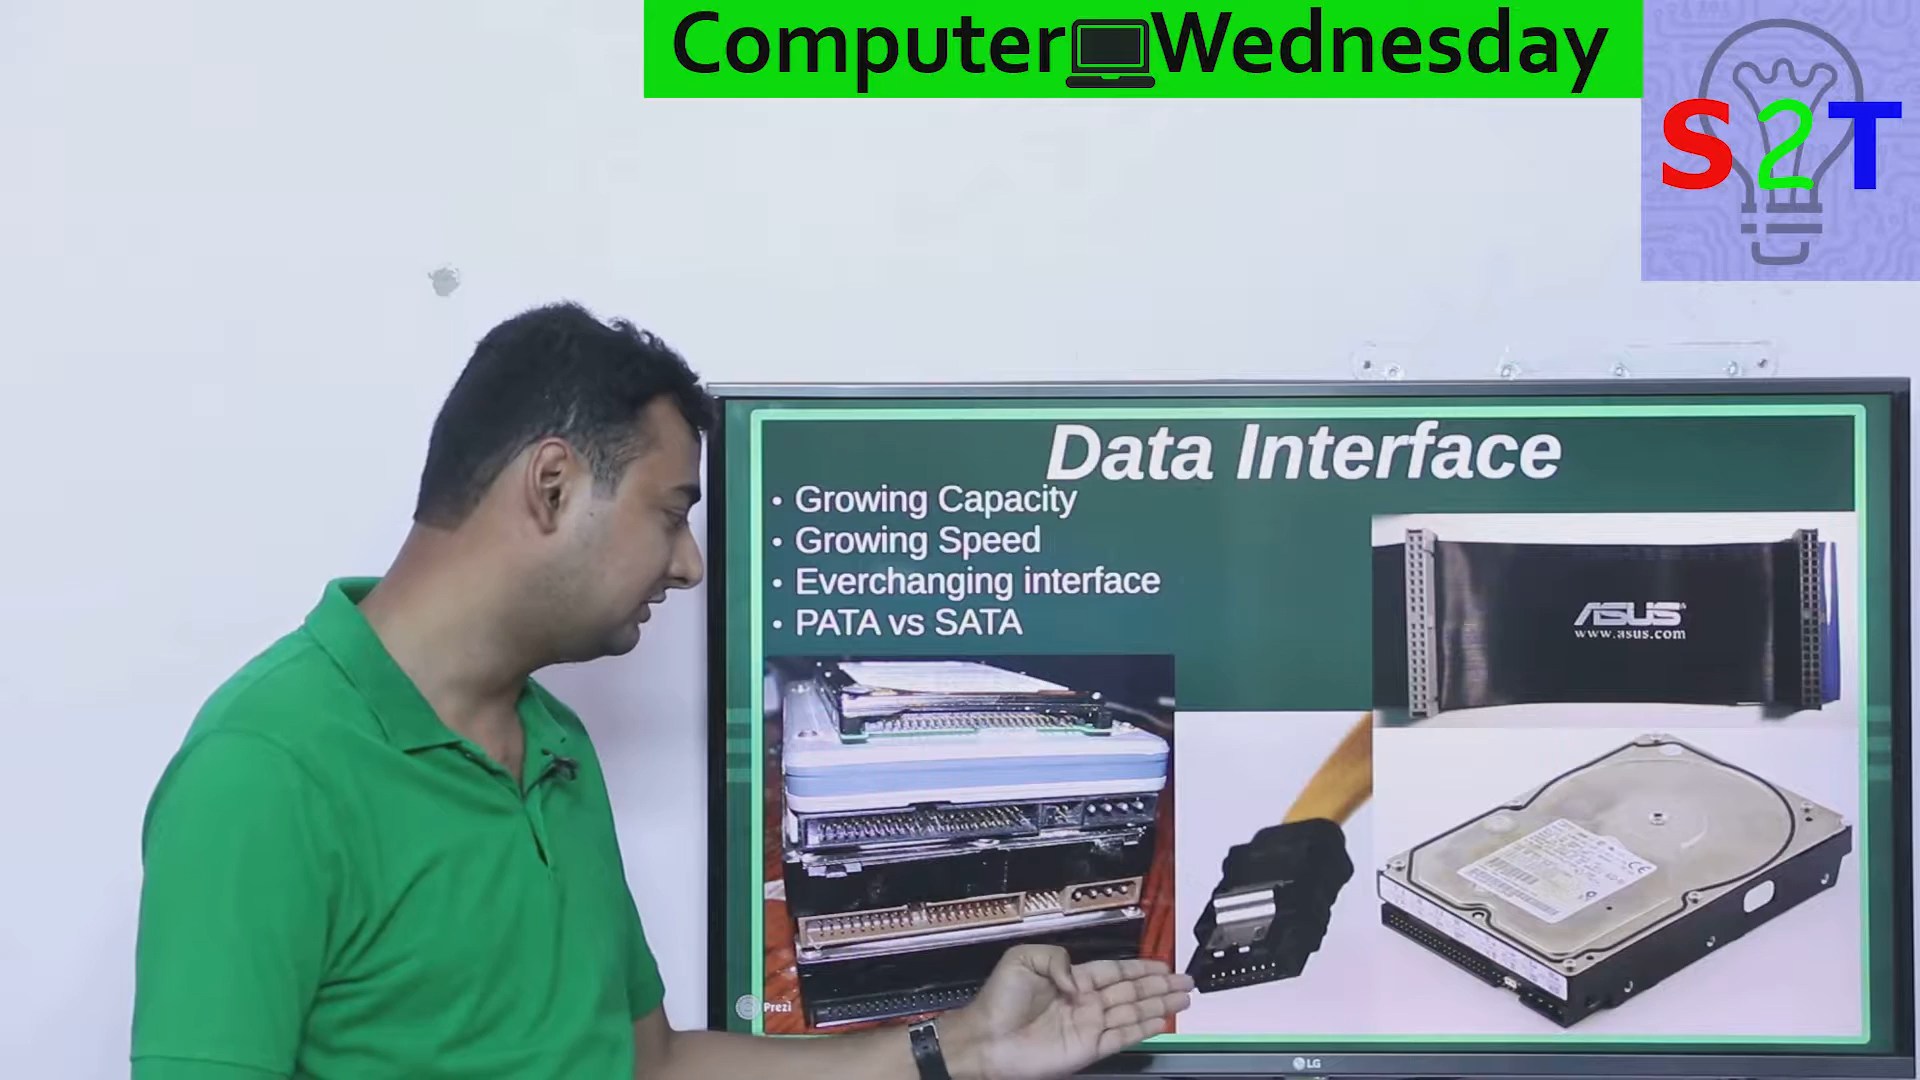 Computer Wednesday
S2T
Data Interface
• Growing Capacity
• Growing Speed
• Everchanging interface
• PATA vs SATA
ASUS
www.asus.com
Prezi
LG